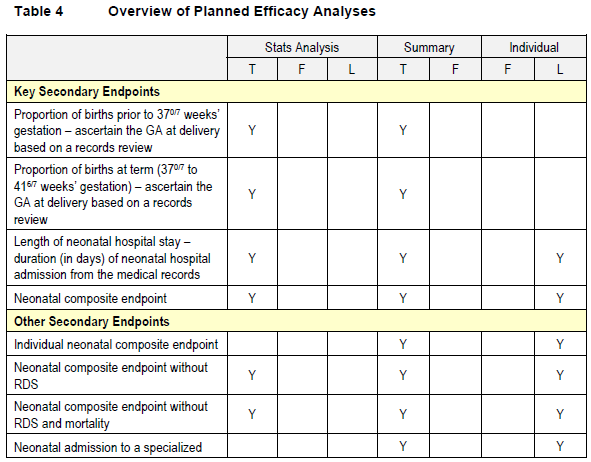 Table 4 Overview of Planned Efficacy Analyses
Stats Analysis Summary Individual
T F L T F F L
Key Secondary Endpoints
Proportion of births prior to 37⁰/⁷ weeks'
gestation – ascertain the GA at delivery Y Y
based on a records review
Proportion of births at term (37⁰/⁷ to
41⁶/⁷ weeks' gestation) – ascertain the
GA at delivery based on a records Y Y
review
Length of neonatal hospital stay –
duration (in days) of neonatal hospital Y Y Y
admission from the medical records
Neonatal composite endpoint Y Y Y
Other Secondary Endpoints
Individual neonatal composite endpoint Y Y
Neonatal composite endpoint without Y Y Y
RDS
Neonatal composite endpoint without Y Y Y
RDS and mortality
Neonatal admission to a specialized Y Y